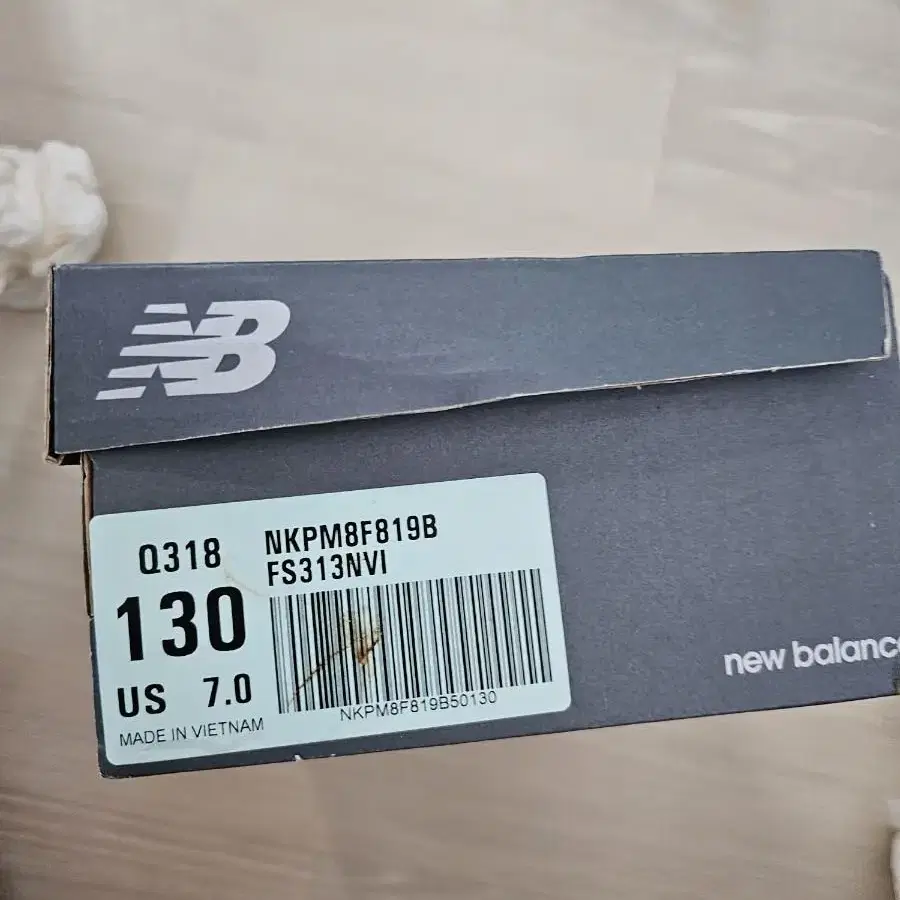 NB
Q318
NKPM8F819B
FS313NVI
130
US 7.0
NKPM8F819B50130
MADE IN VIETNAM
new balance